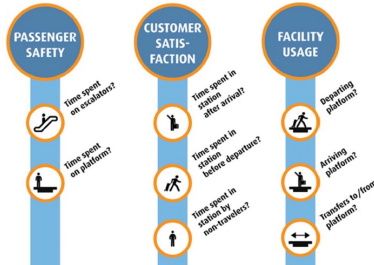 PASSENGER
SAFETY
Time spent
on escalators?
Time spent
on platform?
CUSTOMER
SATIS-
FACTION
Time spent in
station
after arrival?
Time spent in
station
before departure?
Time spent in
station by
non-travelers?
FACILITY
USAGE
Departing
platform?
Arriving
platform?
Transfers to/from
platform?